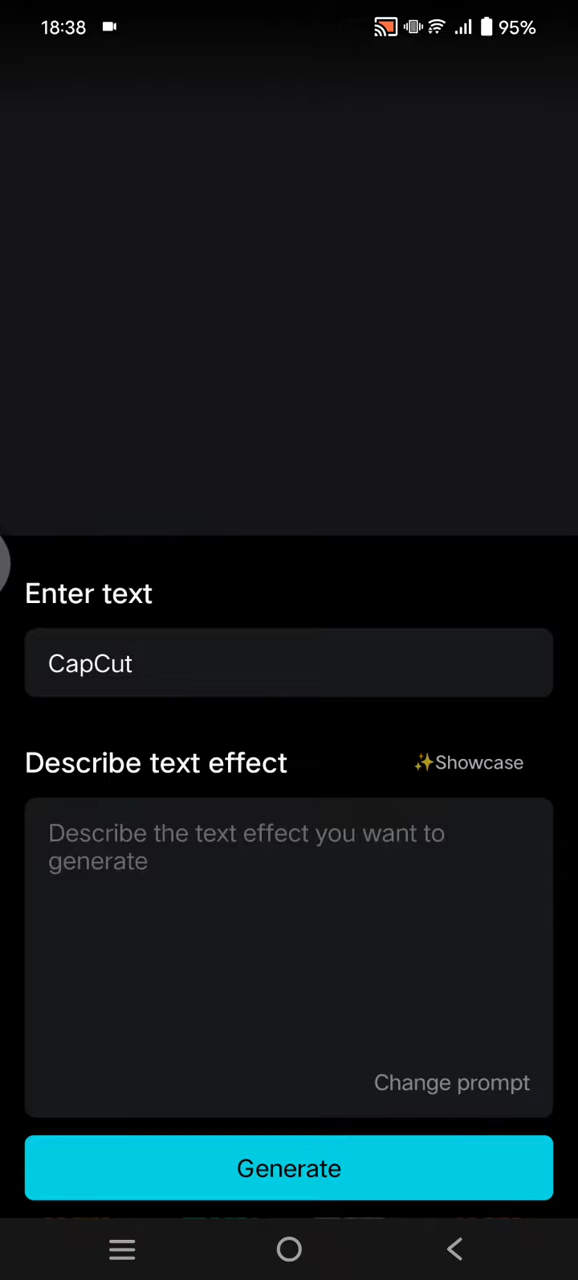 18:38
95%
Enter text
CapCut
Describe text effect
✨Showcase
Describe the text effect you want to
generate
Change prompt
Generate